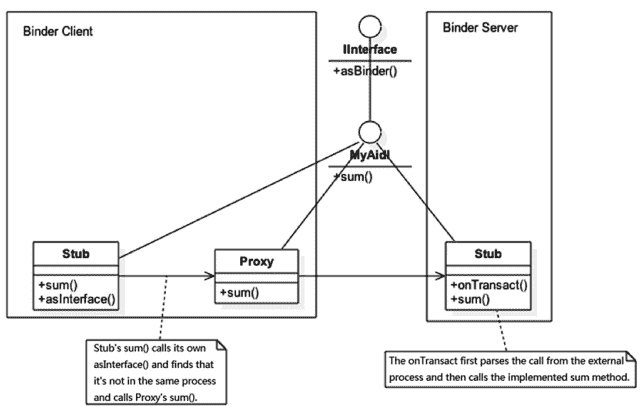 Binder Client
IInterface
+asBinder()
Binder Server
MyAidl
+sum()
Stub
+sum()
+asInterface()
Proxy
+sum()
Stub
+onTransact()
+sum()
Stub's sum() calls its own
asInterface() and finds that
it's not in the same process
and calls Proxy's sum().
The onTransact first parses the call from the external
process and then calls the implemented sum method.